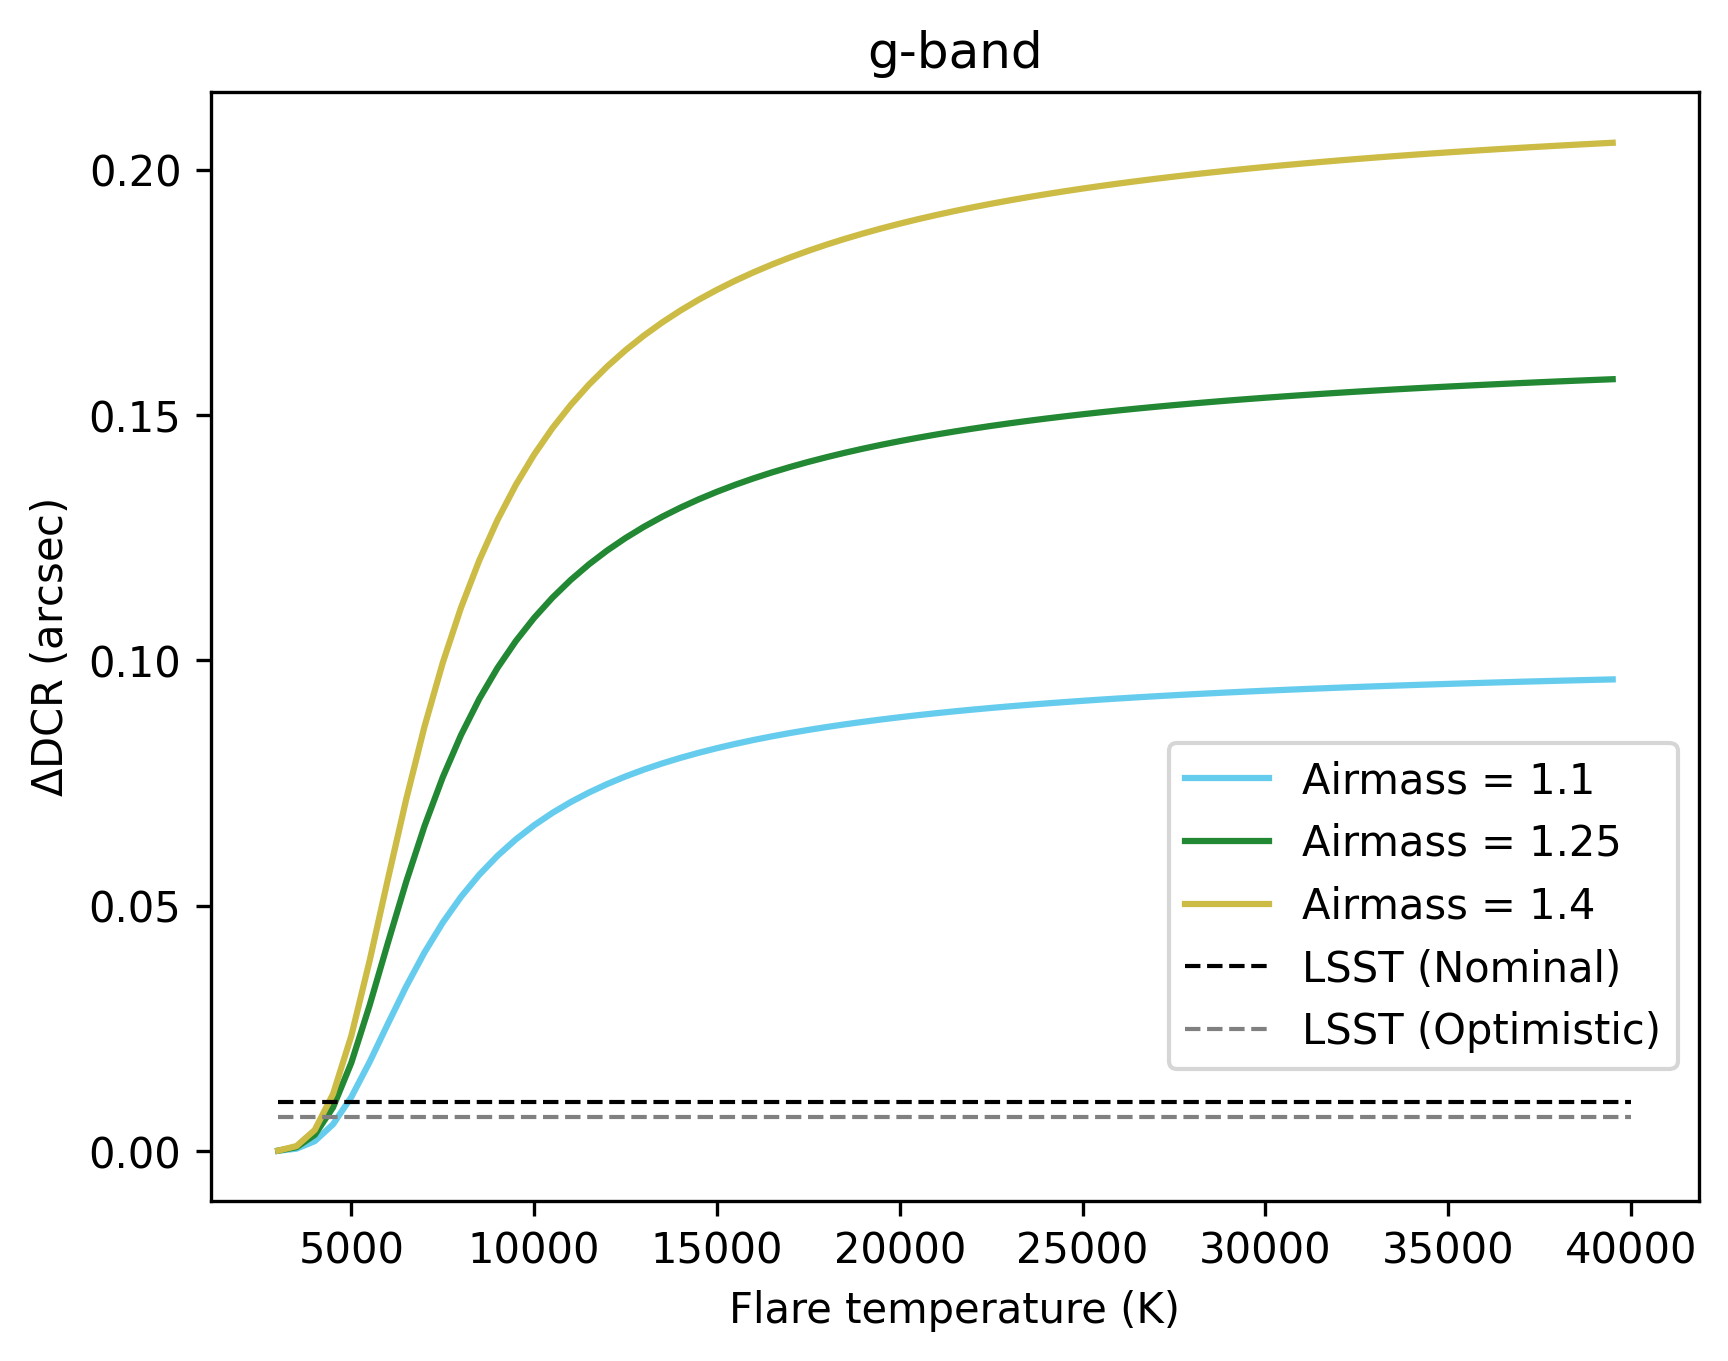 g-band
0.20
0.15
0.10
0.05
0.00
ΔDCR (arcsec)
Airmass = 1.1
Airmass = 1.25
Airmass = 1.4
LSST (Nominal)
LSST (Optimistic)
5000 10000 15000 20000 25000 30000 35000 40000
Flare temperature (K)